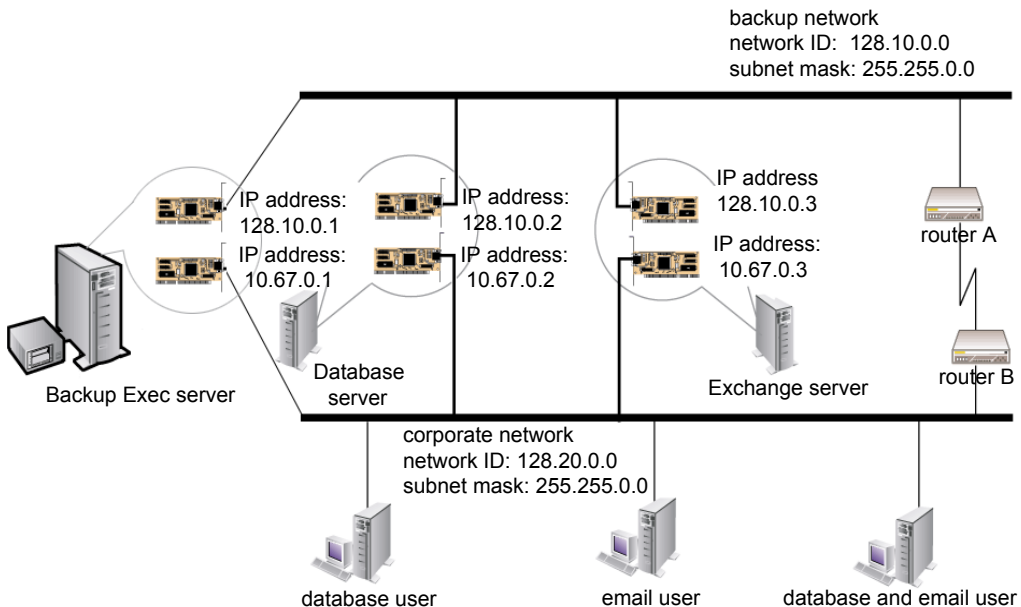 backup network
network ID: 128.10.0.0
subnet mask: 255.255.0.0
IP address:
128.10.0.1
IP address:
10.67.0.1
IP address:
128.10.0.2
IP address:
10.67.0.2
IP address
128.10.0.3
IP address:
10.67.0.3
router A
router B
Backup Exec server
Database
server
Exchange server
corporate network
network ID: 128.20.0.0
subnet mask: 255.255.0.0
database user
email user
database and email user